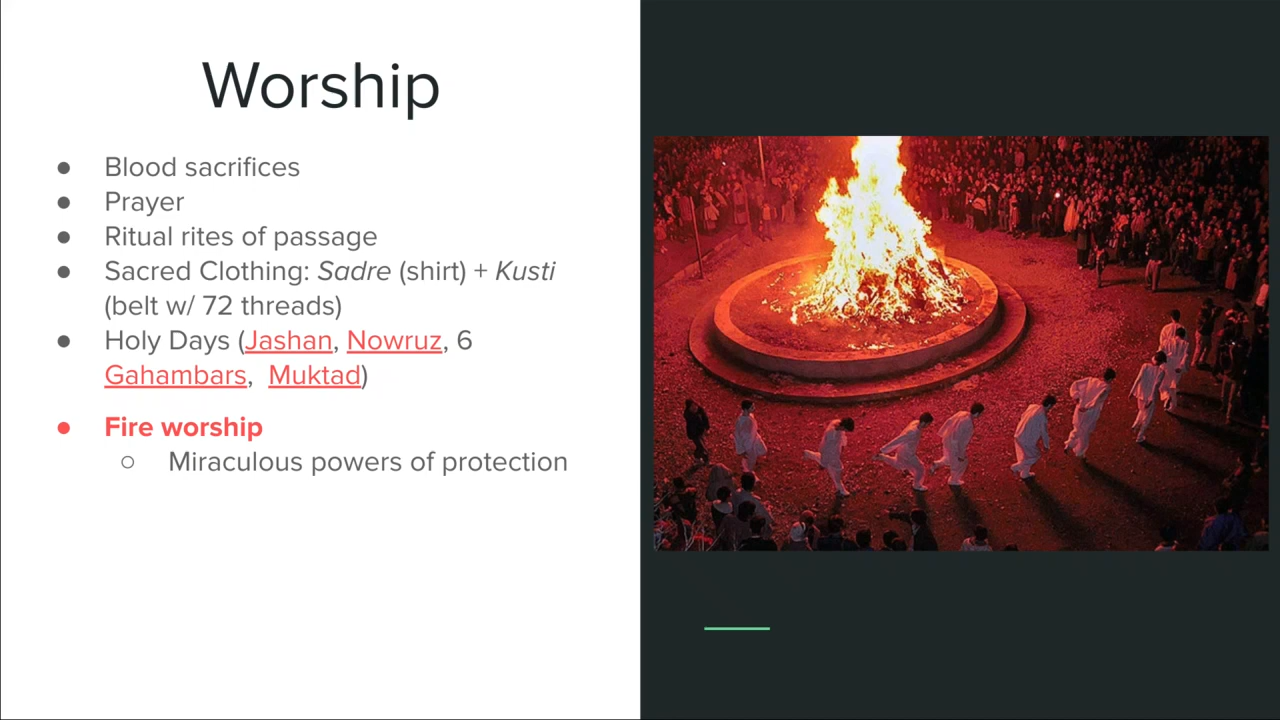 Worship
● Blood sacrifices
● Prayer
● Ritual rites of passage
● Sacred Clothing: Sadre (shirt) + Kusti
(belt w/ 72 threads)
● Holy Days (Jashan, Nowruz, 6
Gahambars, Muktad)
● Fire worship
○ Miraculous powers of protection